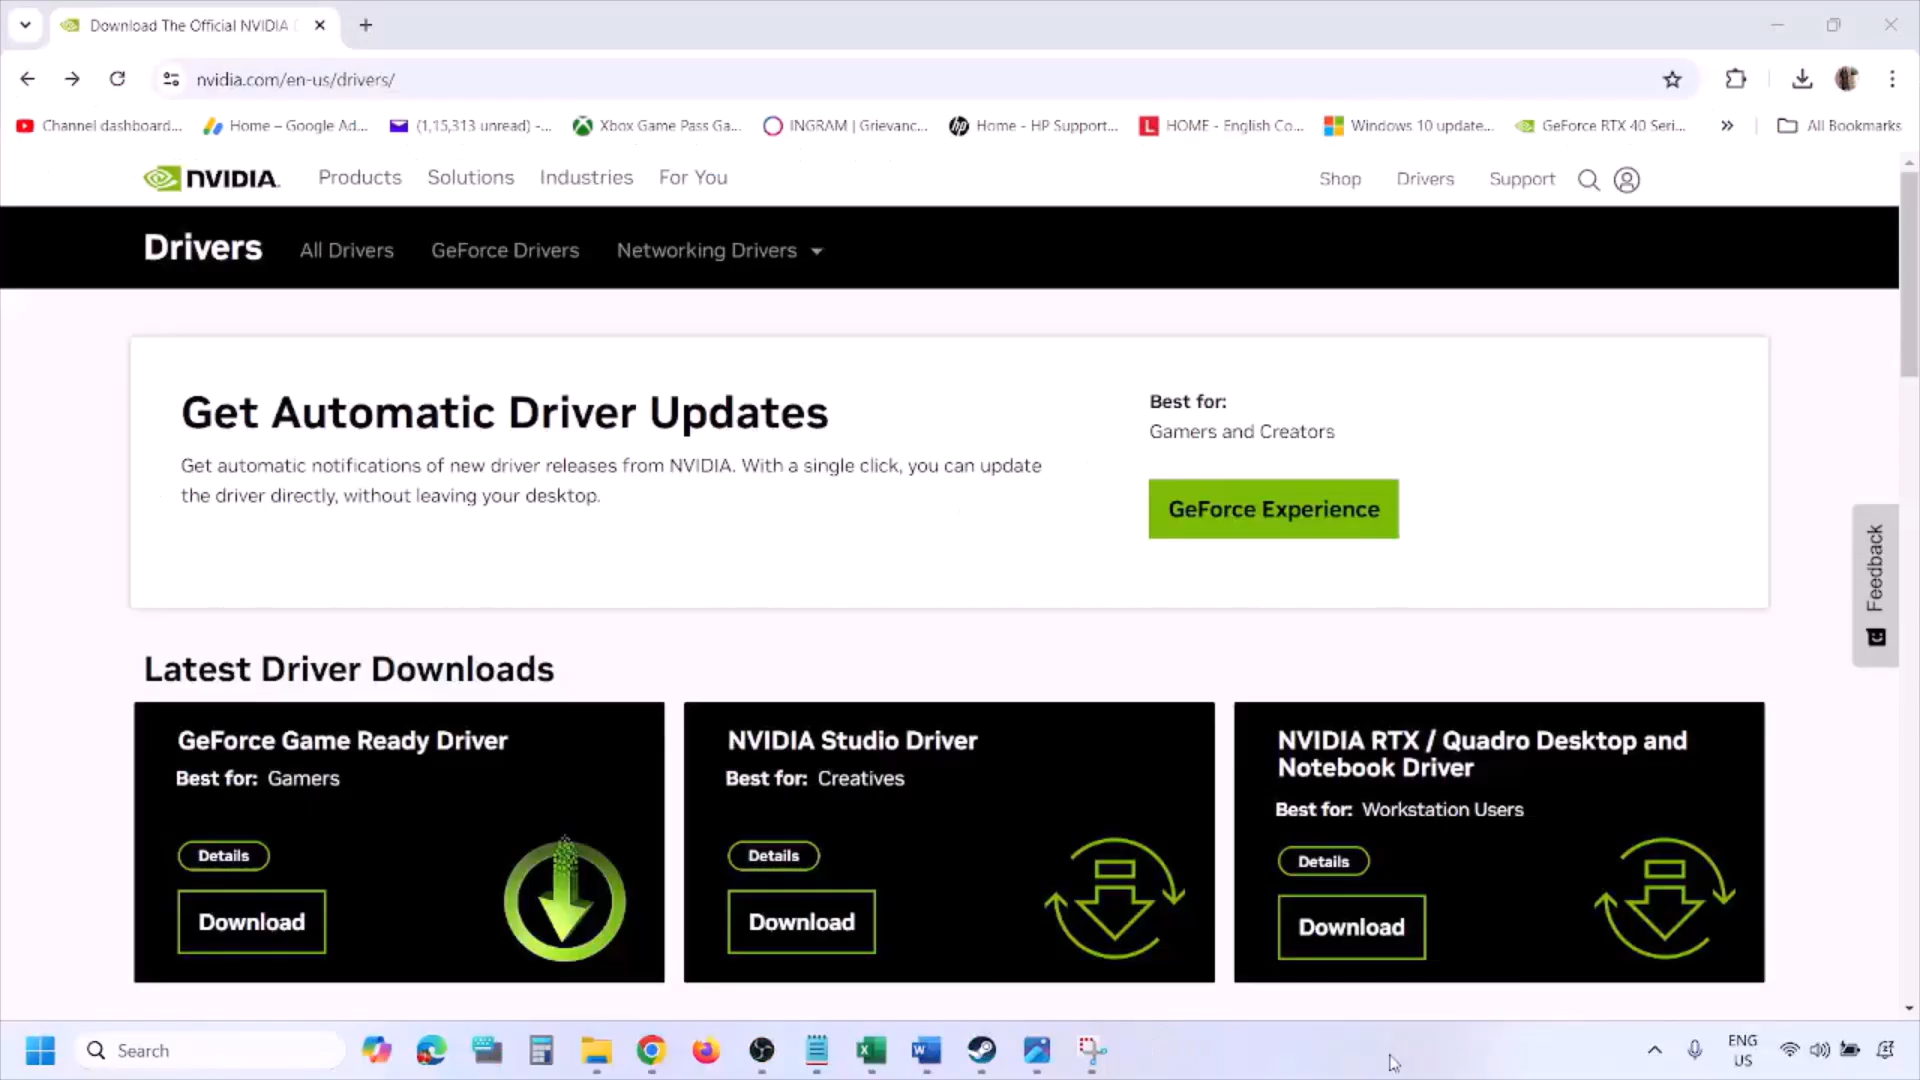 Download The Official NVIDIA
nvidia.com/en-us/drivers/
Channel dashboard...
Home – Google Ad...
(1,15,313 unread) -...
Xbox Game Pass Ga...
INGRAM | Grievanc...
Home - HP Support...
HOME - English Co...
Windows 10 update...
GeForce RTX 40 Seri...
All Bookmarks
NVIDIA.
Products
Solutions
Industries
For You
Shop
Drivers
Support
Drivers
All Drivers
GeForce Drivers
Networking Drivers
Get Automatic Driver Updates
Get automatic notifications of new driver releases from NVIDIA. With a single click, you can update
the driver directly, without leaving your desktop.
Best for:
Gamers and Creators
GeForce Experience
Feedback
Latest Driver Downloads
GeForce Game Ready Driver
Best for: Gamers
Details
Download
NVIDIA Studio Driver
Best for: Creatives
Details
Download
NVIDIA RTX / Quadro Desktop and
Notebook Driver
Best for: Workstation Users
Details
Download
Search
ENG
US